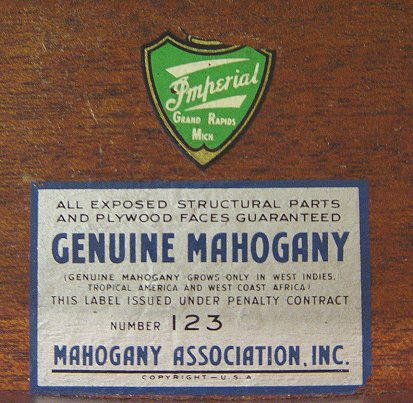 Imperial
GRAND RAPIDS
MICH.
ALL EXPOSED STRUCTURAL PARTS
AND PLYWOOD FACES GUARANTEED
GENUINE MAHOGANY
(GENUINE MAHOGANY GROWS ONLY IN WEST INDIES,
TROPICAL AMERICA AND WEST COAST AFRICA)
THIS LABEL ISSUED UNDER PENALTY CONTRACT
NUMBER 123
MAHOGANY ASSOCIATION, INC.
COPYRIGHT—U.S.A